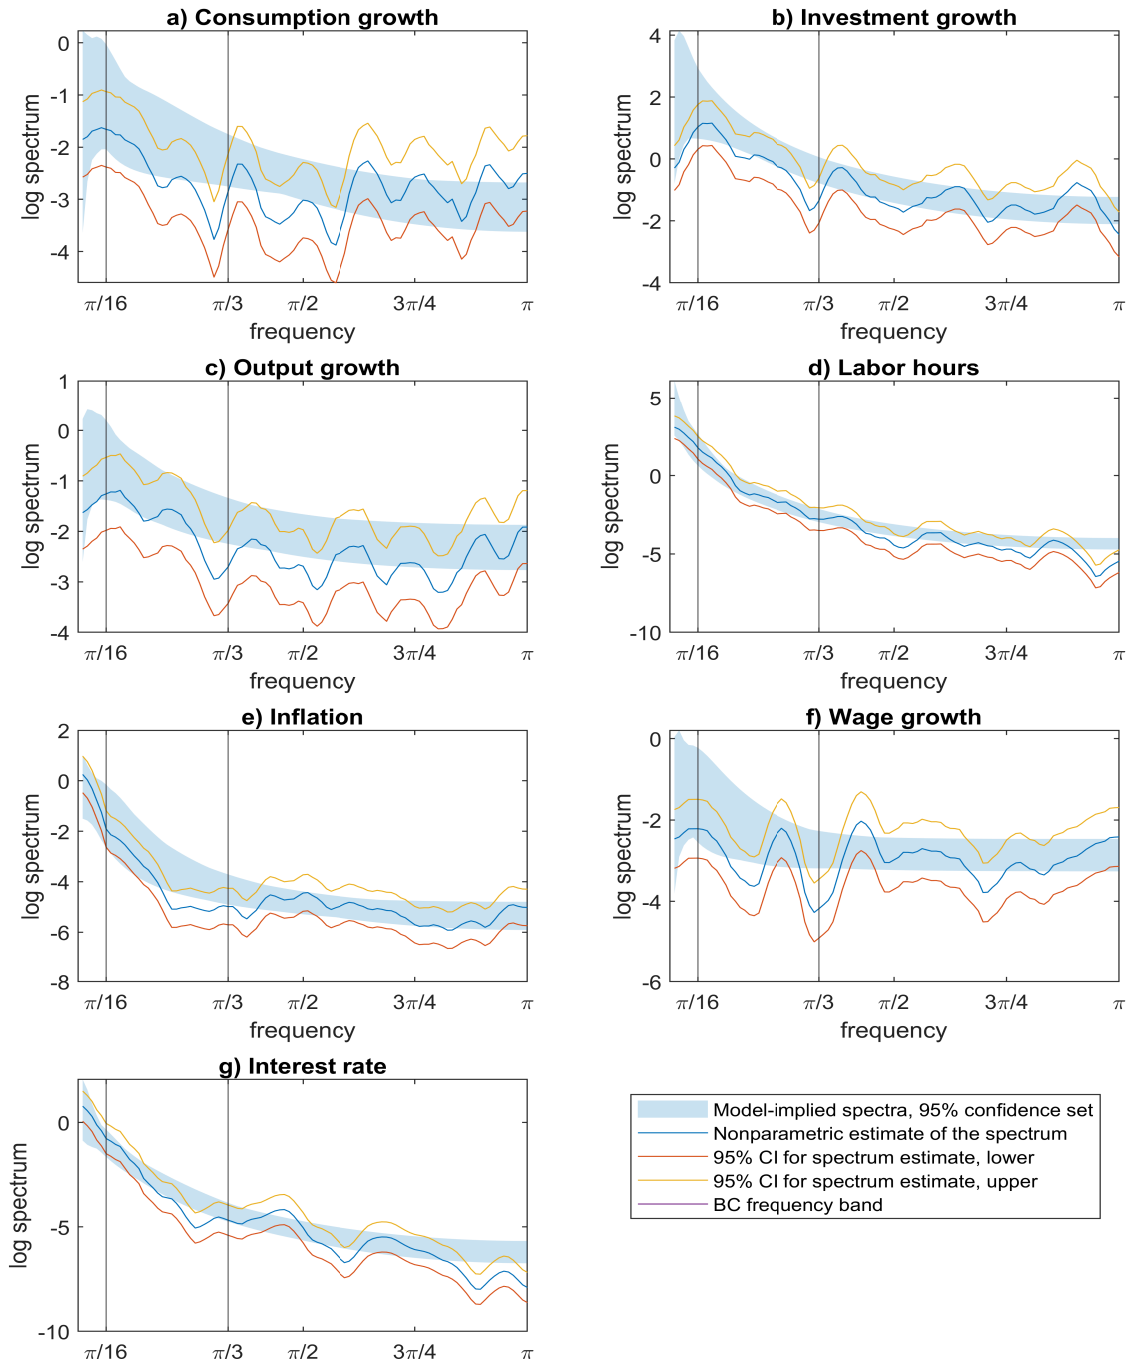 a) Consumption growth
log spectrum
0
-1
-2
-3
-4
π/16 π/3 π/2 3π/4 π
frequency
b) Investment growth
log spectrum
4
2
0
-2
-4
π/16 π/3 π/2 3π/4 π
frequency
c) Output growth
log spectrum
1
0
-1
-2
-3
-4
π/16 π/3 π/2 3π/4 π
frequency
d) Labor hours
log spectrum
5
0
-5
-10
π/16 π/3 π/2 3π/4 π
frequency
e) Inflation
log spectrum
2
0
-2
-4
-6
-8
π/16 π/3 π/2 3π/4 π
frequency
f) Wage growth
log spectrum
0
-2
-4
-6
π/16 π/3 π/2 3π/4 π
frequency
g) Interest rate
log spectrum
0
-5
-10
π/16 π/3 π/2 3π/4 π
Model-implied spectra, 95% confidence set
Nonparametric estimate of the spectrum
95% CI for spectrum estimate, lower
95% CI for spectrum estimate, upper
BC frequency band